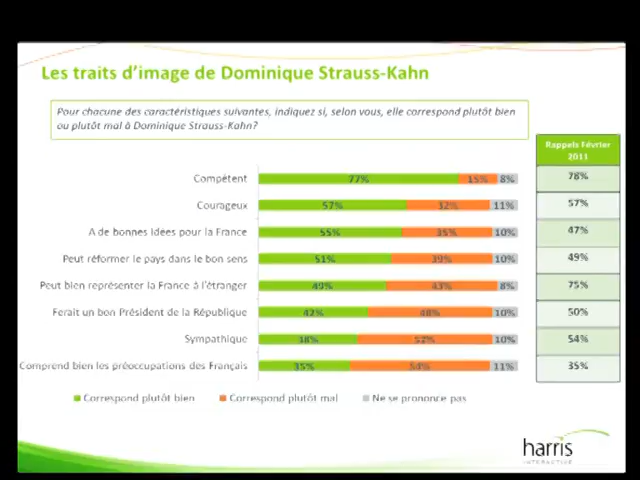 Les traits d'image de Dominique Strauss-Kahn
Pour chacune des caractéristiques suivantes, indiquez si, selon vous, elle correspond plutôt bien
ou plutôt mal à Dominique Strauss-Kahn?
Rappels Février
2011
Compétent 77% 15% 8% 78%
Courageux 57% 32% 11% 57%
A de bonnes idées pour la France 55% 35% 10% 47%
Peut réformer le pays dans le bon sens 51% 39% 10% 49%
Peut bien représenter la France à l'étranger 49% 43% 8% 75%
Ferait un bon Président de la République 42% 48% 10% 50%
Sympathique 38% 52% 10% 54%
Comprend bien les préoccupations des Français 35% 54% 11% 35%
Correspond plutôt bien Correspond plutôt mal Ne se prononce pas
harris
INTERACTIVE